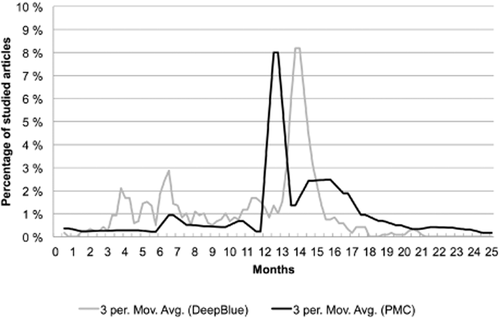 10 %
9 %
8 %
7 %
6 %
5 %
4 %
3 %
2 %
1 %
0 %
Percentage of studied articles
0 1 2 3 4 5 6 7 8 9 10 11 12 13 14 15 16 17 18 19 20 21 22 23 24 25
Months
3 per. Mov. Avg. (DeepBlue) 3 per. Mov. Avg. (PMC)